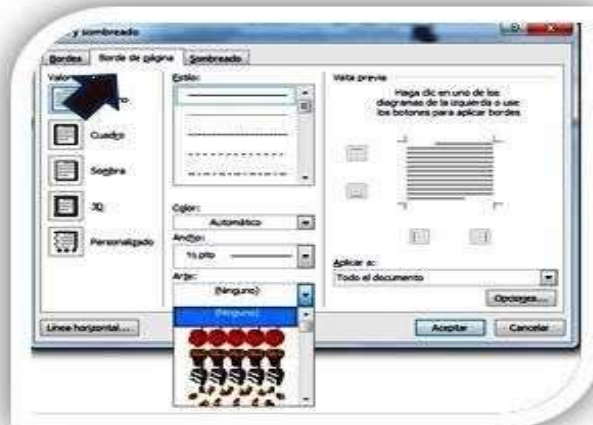 y sombreado
Bordes Borde de página Sombreado
Valor
no
Cuadro
Sombra
3D
Personalizado
Estilo:
Color:
Automático
Ancho:
½ pto
Arte:
(Ninguno)
(Ninguno)
Vista previa
Haga clic en uno de los
diagramas de la izquierda o use
los botones para aplicar bordes
Aplicar a:
Todo el documento
Opciones...
Línea horizontal...
Aceptar Cancelar